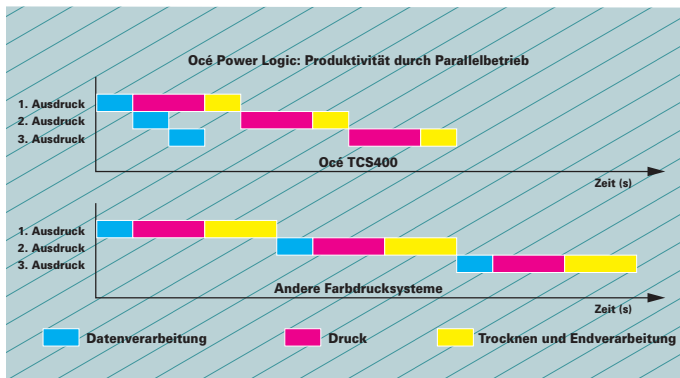 Océ Power Logic: Produktivität durch Parallelbetrieb
1. Ausdruck
2. Ausdruck
3. Ausdruck
Océ TCS400
Zeit (s)
1. Ausdruck
2. Ausdruck
3. Ausdruck
Andere Farbdrucksysteme
Zeit (s)
Datenverarbeitung Druck Trocknen und Endverarbeitung